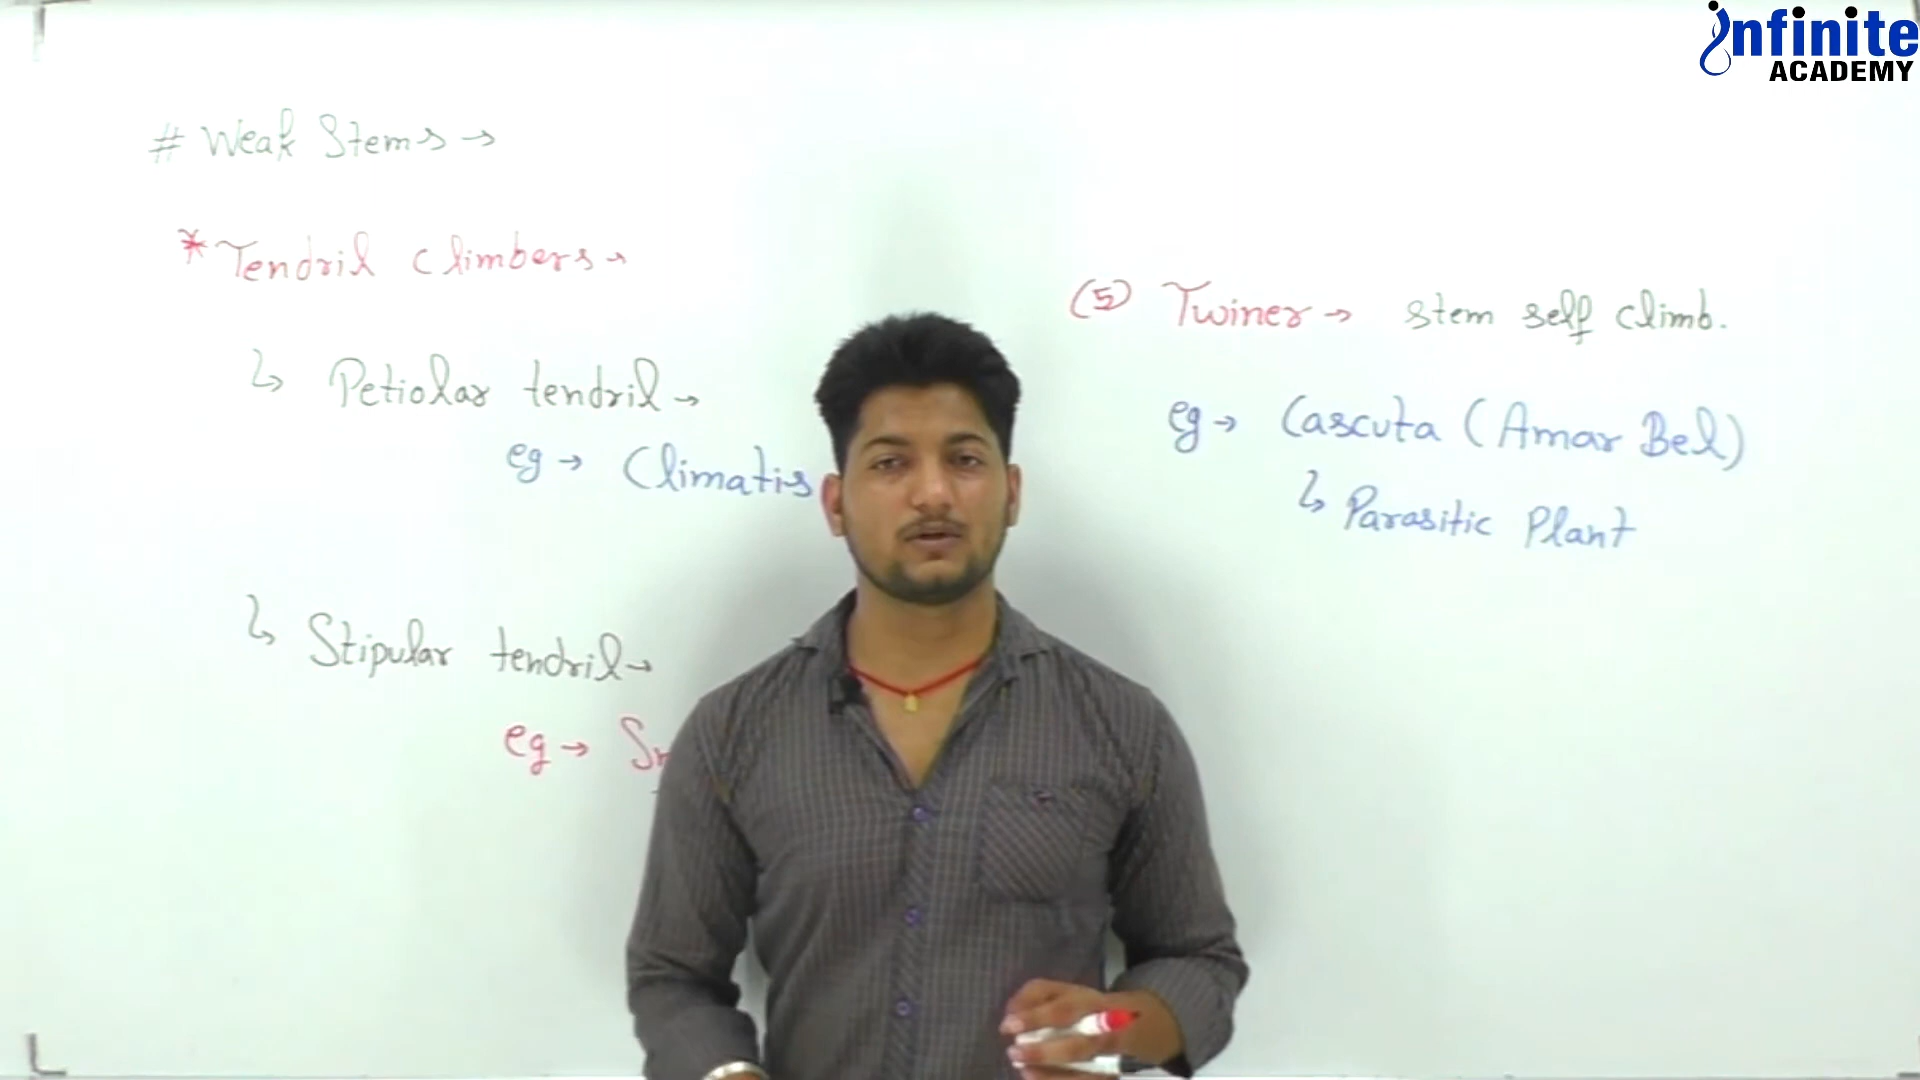 infinite
ACADEMY
# Weak Stems →
* Tendril climbers →
↳ Petiolar tendril →
eg → Climatis
↳ Stipular tendril →
eg →
(5) Twiner → stem self climb.
eg → Cascuta (Amar Bel)
↳ Parasitic Plant